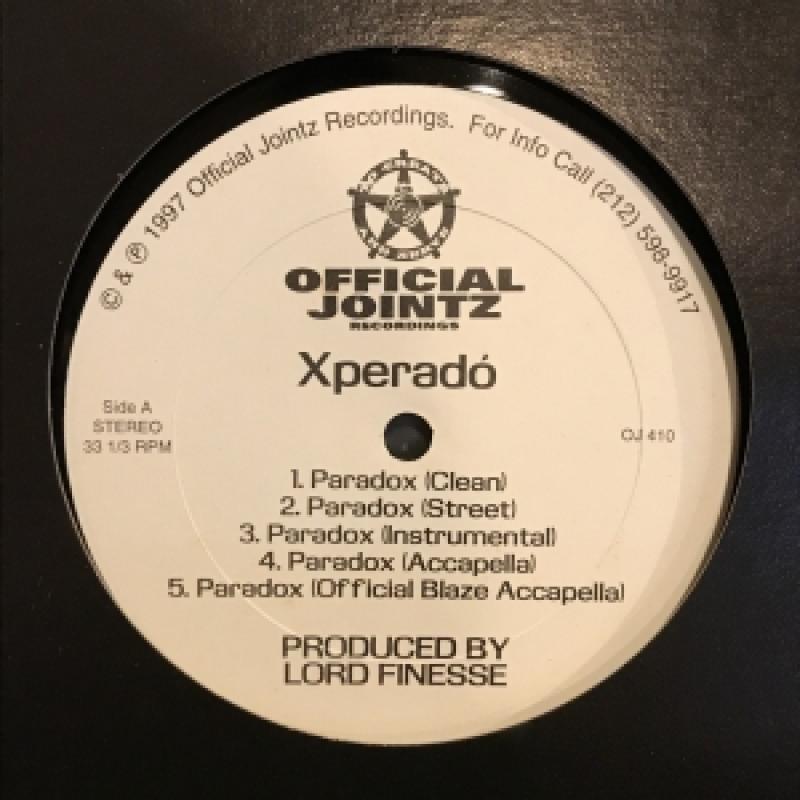 © & ℗ 1997 Official Jointz Recordings. For Info Call (212) 598-9917
OFFICIAL
JOINTZ
RECORDINGS
Xperadó
Side A
STEREO
33 1/3 RPM
OJ 410
1. Paradox (Clean)
2. Paradox (Street)
3. Paradox (Instrumental)
4. Paradox (Accapella)
5. Paradox (Official Blaze Accapella)
PRODUCED BY
LORD FINESSE